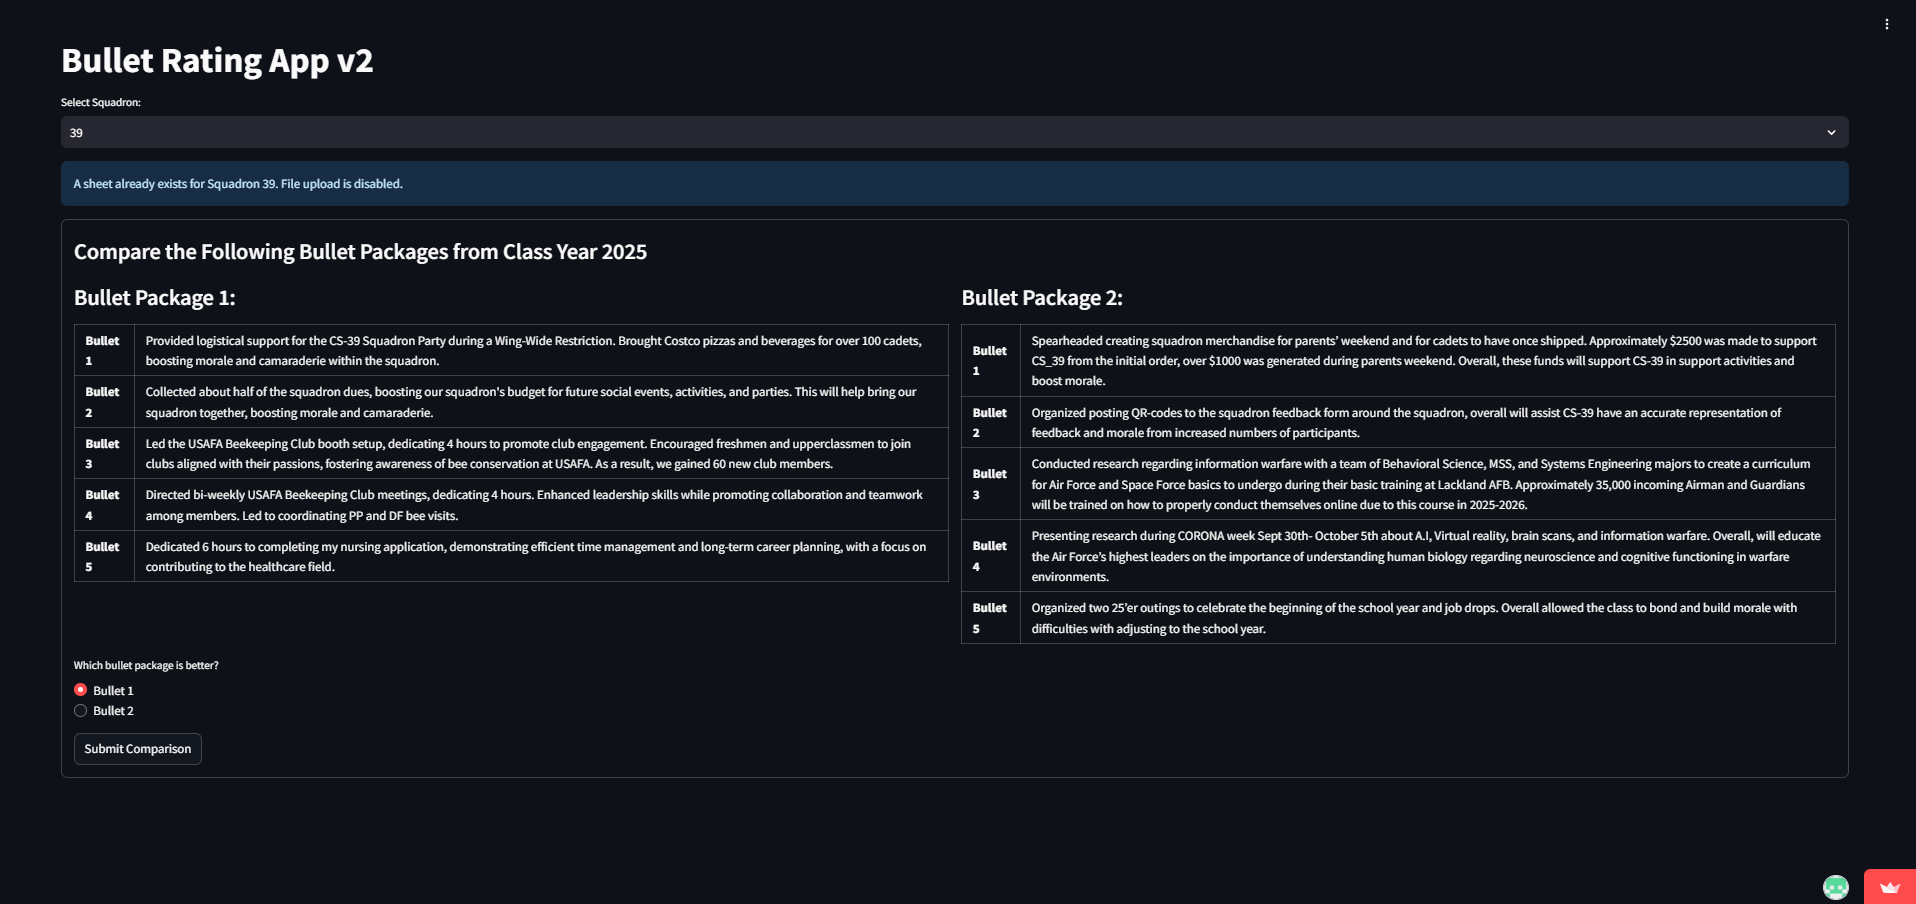 Bullet Rating App v2
Select Squadron:
39
A sheet already exists for Squadron 39. File upload is disabled.
Compare the Following Bullet Packages from Class Year 2025
Bullet Package 1:
Bullet 1
Provided logistical support for the CS-39 Squadron Party during a Wing-Wide Restriction. Brought Costco pizzas and beverages for over 100 cadets,
boosting morale and camaraderie within the squadron.
Bullet 2
Collected about half of the squadron dues, boosting our squadron's budget for future social events, activities, and parties. This will help bring our
squadron together, boosting morale and camaraderie.
Bullet 3
Led the USAFA Beekeeping Club booth setup, dedicating 4 hours to promote club engagement. Encouraged freshmen and upperclassmen to join
clubs aligned with their passions, fostering awareness of bee conservation at USAFA. As a result, we gained 60 new club members.
Bullet 4
Directed bi-weekly USAFA Beekeeping Club meetings, dedicating 4 hours. Enhanced leadership skills while promoting collaboration and teamwork
among members. Led to coordinating PP and DF bee visits.
Bullet 5
Dedicated 6 hours to completing my nursing application, demonstrating efficient time management and long-term career planning, with a focus on
contributing to the healthcare field.
Bullet Package 2:
Bullet 1
Spearheaded creating squadron merchandise for parents’ weekend and for cadets to have once shipped. Approximately $2500 was made to support
CS_39 from the initial order, over $1000 was generated during parents weekend. Overall, these funds will support CS-39 in support activities and
boost morale.
Bullet 2
Organized posting QR-codes to the squadron feedback form around the squadron, overall will assist CS-39 have an accurate representation of
feedback and morale from increased numbers of participants.
Bullet 3
Conducted research regarding information warfare with a team of Behavioral Science, MSS, and Systems Engineering majors to create a curriculum
for Air Force and Space Force basics to undergo during their basic training at Lackland AFB. Approximately 35,000 incoming Airman and Guardians
will be trained on how to properly conduct themselves online due to this course in 2025-2026.
Bullet 4
Presenting research during CORONA week Sept 30th- October 5th about A.I, Virtual reality, brain scans, and information warfare. Overall, will educate
the Air Force’s highest leaders on the importance of understanding human biology regarding neuroscience and cognitive functioning in warfare
environments.
Bullet 5
Organized two 25’er outings to celebrate the beginning of the school year and job drops. Overall allowed the class to bond and build morale with
difficulties with adjusting to the school year.
Which bullet package is better?
Bullet 1
Bullet 2
Submit Comparison